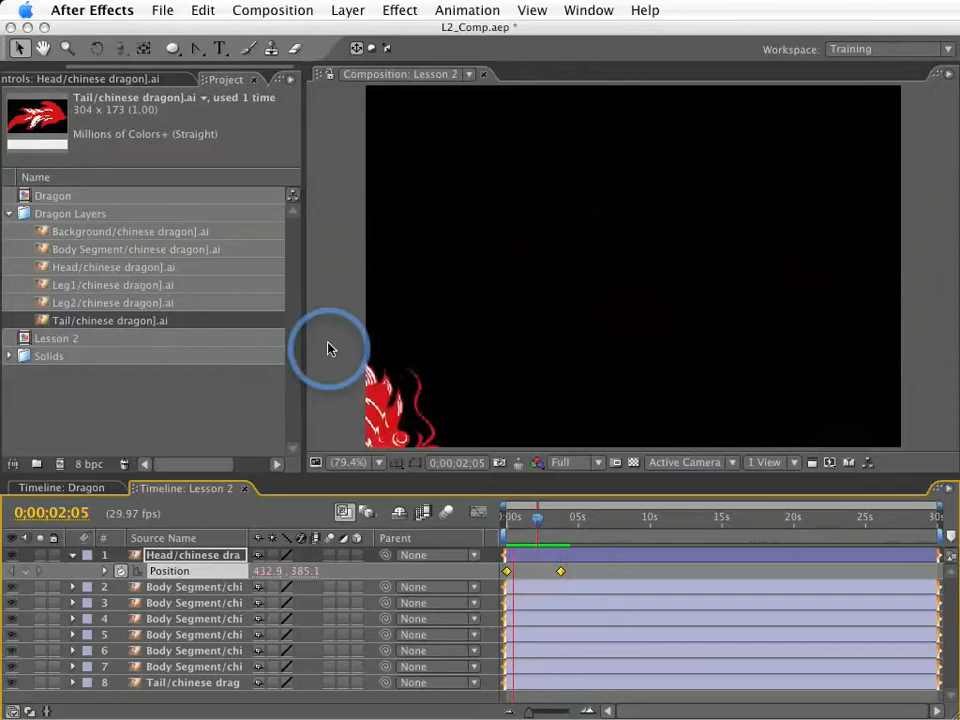 After Effects File Edit Composition Layer Effect Animation View Window Help
L2_Comp.aep *
Workspace: Training
ntrols: Head/chinese dragon].ai Project Composition: Lesson 2
Tail/chinese dragon].ai , used 1 time
304 x 173 (1.00)
Millions of Colors+ (Straight)
Name
Dragon
Dragon Layers
Background/chinese dragon].ai
Body Segment/chinese dragon].ai
Head/chinese dragon].ai
Leg1/chinese dragon].ai
Leg2/chinese dragon].ai
Tail/chinese dragon].ai
Lesson 2
Solids
8 bpc (79.4%) 0;00;02;05 Full Active Camera 1 View
Timeline: Dragon Timeline: Lesson 2
0;00;02;05 (29.97 fps) :00s 05s 10s 15s 20s 25s 30s
# Source Name Parent
1 Head/chinese dra None
Position 432.9 , 385.1
2 Body Segment/chi None
3 Body Segment/chi None
4 Body Segment/chi None
5 Body Segment/chi None
6 Body Segment/chi None
7 Body Segment/chi None
8 Tail/chinese drag None